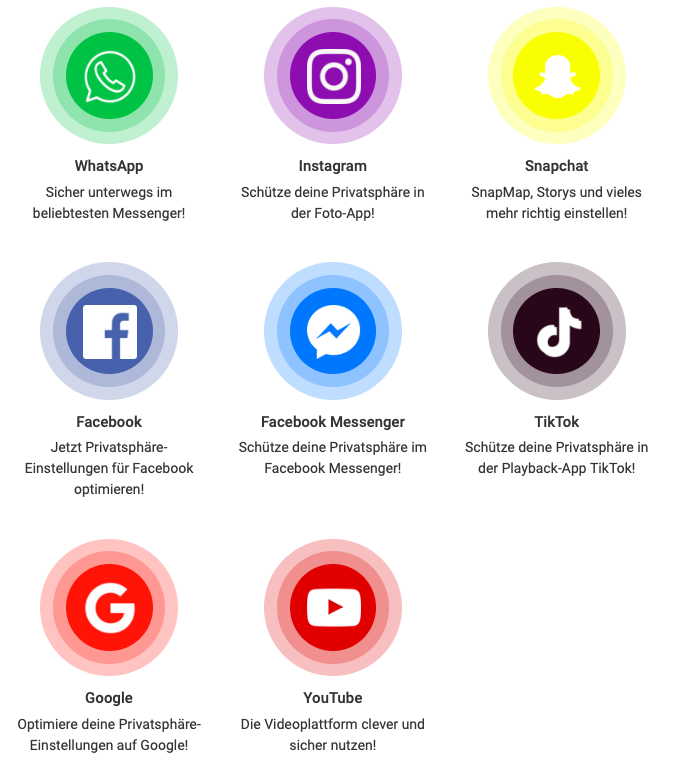 WhatsApp
Sicher unterwegs im
beliebtesten Messenger!
Instagram
Schütze deine Privatsphäre in
der Foto-App!
Snapchat
SnapMap, Storys und vieles
mehr richtig einstellen!
Facebook
Jetzt Privatsphäre-
Einstellungen für Facebook
optimieren!
Facebook Messenger
Schütze deine Privatsphäre im
Facebook Messenger!
TikTok
Schütze deine Privatsphäre in
der Playback-App TikTok!
Google
Optimiere deine Privatsphäre-
Einstellungen auf Google!
YouTube
Die Videoplattform clever und
sicher nutzen!